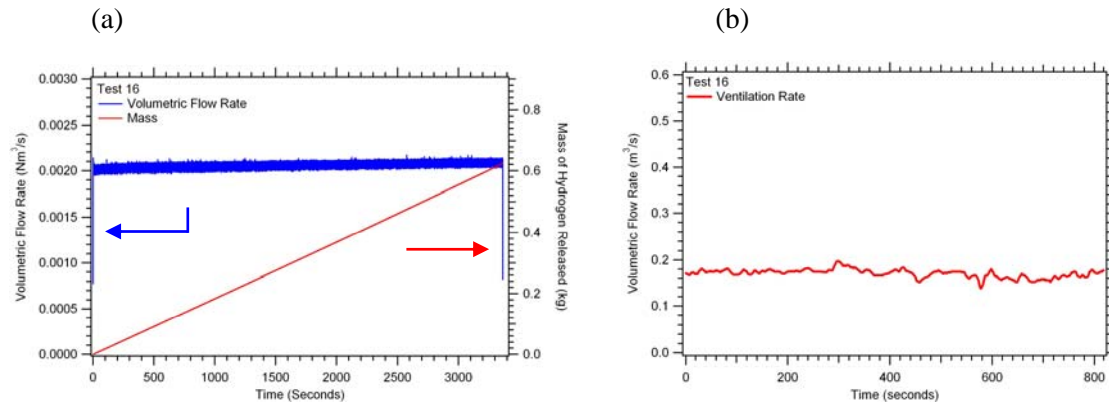 (a)
(b)
Test 16
Volumetric Flow Rate
Mass
0.0030
0.0025
0.0020
0.0015
0.0010
0.0005
0.0000
Volumetric Flow Rate (Nm³/s)
0.8
0.6
0.4
0.2
0.0
Mass of Hydrogen Released (kg)
0 500 1000 1500 2000 2500 3000
Time (Seconds)
Test 16
Ventilation Rate
0.6
0.5
0.4
0.3
0.2
0.1
0.0
Volumetric Flow Rate (m³/s)
0 200 400 600 800
Time (seconds)